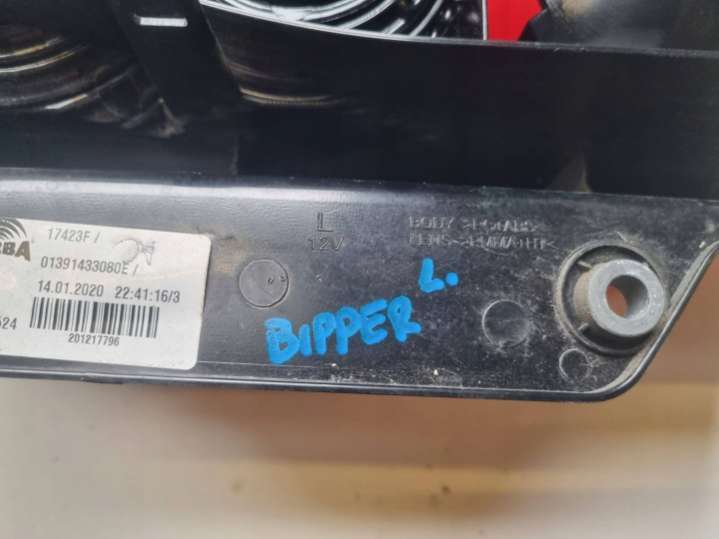 17423F /
01391433080E /
14.01.2020 22:41:16/3
201217796
L
12V
L.
BIPPER